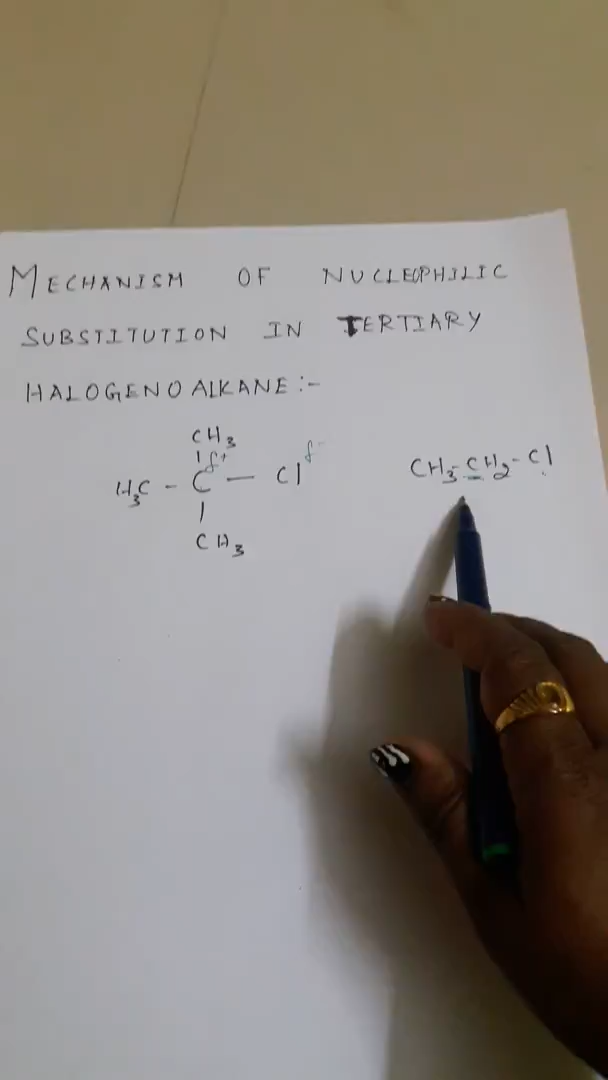 MECHANISM OF NUCLEOPHILIC
SUBSTITUTION IN TERTIARY
HALOGENOALKANE :-
CH₃
δ+
H₃C - C — Cl δ-
CH₃
CH₃-CH₂-Cl